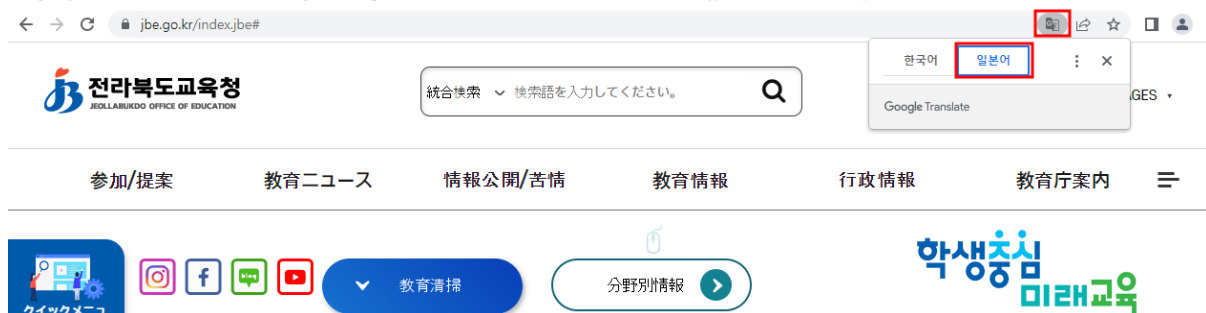 jbe.go.kr/index.jbe#
한국어
일본어
Google Translate
전라북도교육청
JEOLLABUKDO OFFICE OF EDUCATION
統合検索
検索語を入力してください。
GES
参加/提案
教育ニュース
情報公開/苦情
教育情報
行政情報
教育庁案内
クイックメニュ
blog
教育清掃
分野別情報
학생중심
미래교육